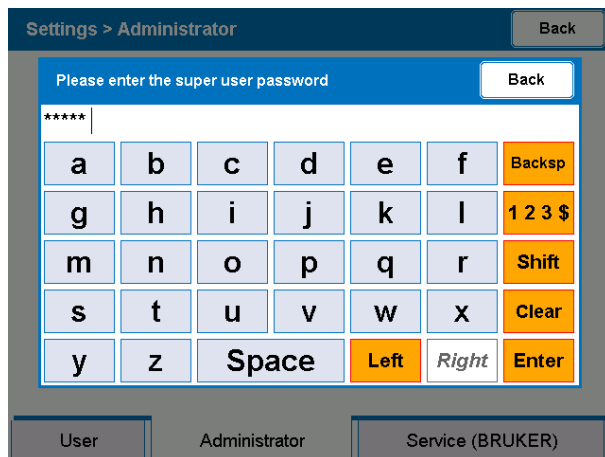 Settings > Administrator Back
Please enter the super user password Back
*****
a b c d e f Backsp
g h i j k l 1 2 3 $
m n o p q r Shift
s t u v w x Clear
y z Space Left Right Enter
User Administrator Service (BRUKER)